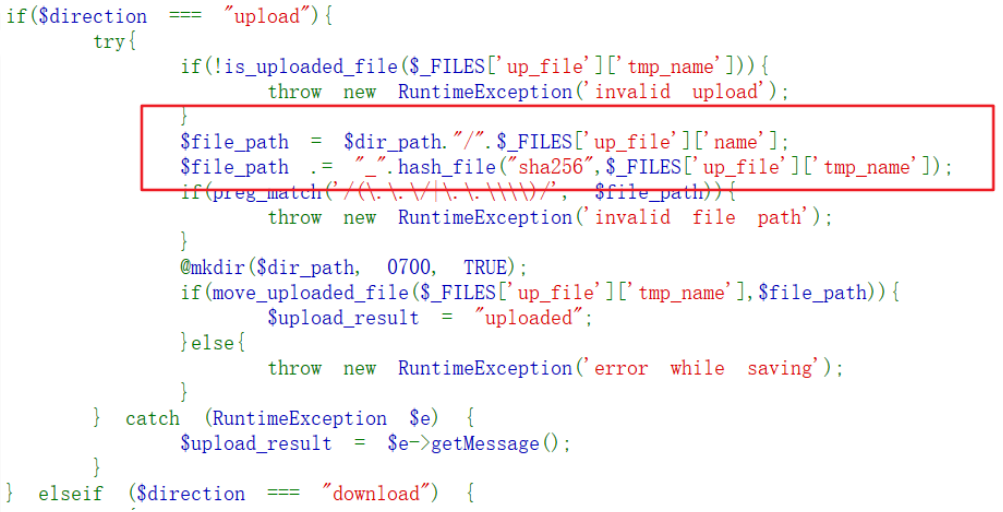 if($direction === "upload"){
try{
if(!is_uploaded_file($_FILES['up_file']['tmp_name'])){
throw new RuntimeException('invalid upload');
}
$file_path = $dir_path."/".$_FILES['up_file']['name'];
$file_path .= "_".hash_file("sha256",$_FILES['up_file']['tmp_name']);
if(preg_match('/(\.\.\/|\.\.\\\\)/', $file_path)){
throw new RuntimeException('invalid file path');
}
@mkdir($dir_path, 0700, TRUE);
if(move_uploaded_file($_FILES['up_file']['tmp_name'],$file_path)){
$upload_result = "uploaded";
}else{
throw new RuntimeException('error while saving');
}
} catch (RuntimeException $e) {
$upload_result = $e->getMessage();
}
} elseif ($direction === "download") {